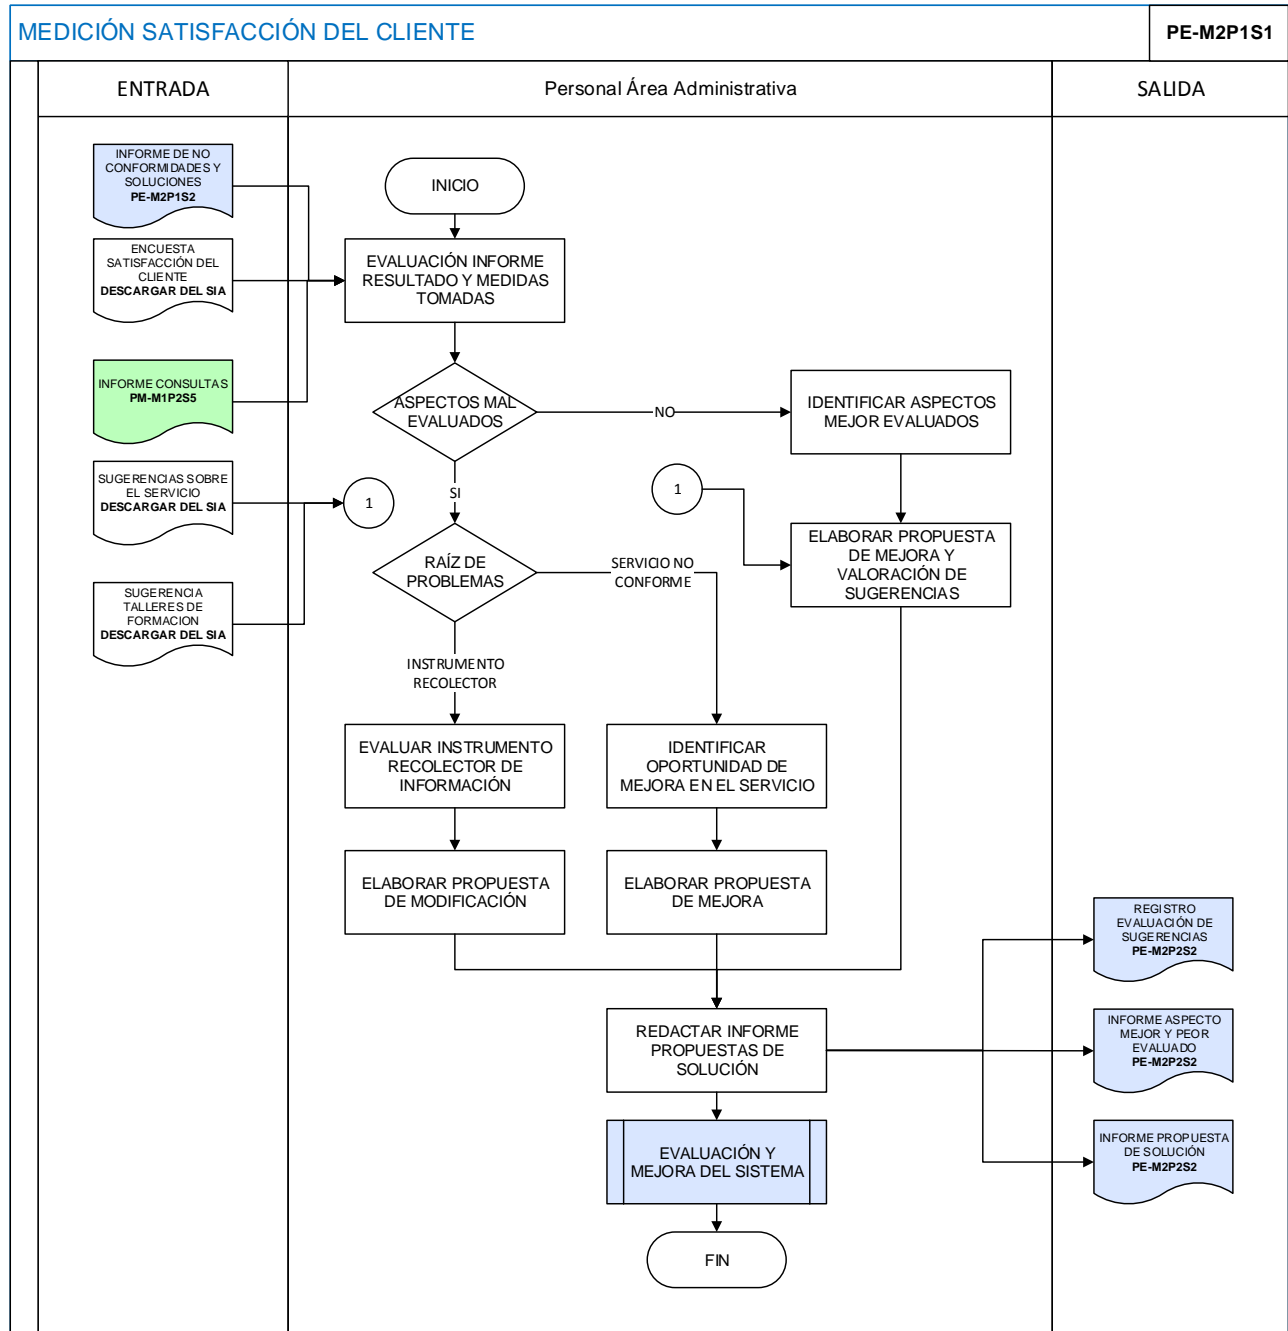 MEDICIÓN SATISFACCIÓN DEL CLIENTE
PE-M2P1S1
ENTRADA
Personal Área Administrativa
SALIDA
INFORME DE NO
CONFORMIDADES Y
SOLUCIONES
PE-M2P1S2
ENCUESTA
SATISFACCIÓN DEL
CLIENTE
DESCARGAR DEL SIA
INFORME CONSULTAS
PM-M1P2S5
SUGERENCIAS SOBRE
EL SERVICIO
DESCARGAR DEL SIA
SUGERENCIA
TALLERES DE
FORMACION
DESCARGAR DEL SIA
INICIO
EVALUACIÓN INFORME
RESULTADO Y MEDIDAS
TOMADAS
ASPECTOS MAL
EVALUADOS
NO
IDENTIFICAR ASPECTOS
MEJOR EVALUADOS
SI
1
1
ELABORAR PROPUESTA
DE MEJORA Y
VALORACIÓN DE
SUGERENCIAS
RAÍZ DE
PROBLEMAS
SERVICIO NO
CONFORME
INSTRUMENTO
RECOLECTOR
EVALUAR INSTRUMENTO
RECOLECTOR DE
INFORMACIÓN
IDENTIFICAR
OPORTUNIDAD DE
MEJORA EN EL SERVICIO
ELABORAR PROPUESTA
DE MODIFICACIÓN
ELABORAR PROPUESTA
DE MEJORA
REDACTAR INFORME
PROPUESTAS DE
SOLUCIÓN
EVALUACIÓN Y
MEJORA DEL SISTEMA
FIN
REGISTRO
EVALUACIÓN DE
SUGERENCIAS
PE-M2P2S2
INFORME ASPECTO
MEJOR Y PEOR
EVALUADO
PE-M2P2S2
INFORME PROPUESTA
DE SOLUCIÓN
PE-M2P2S2